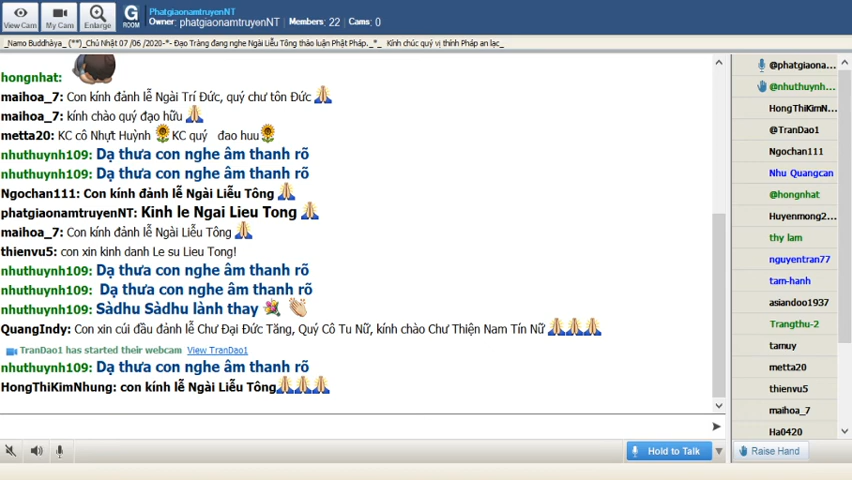 PhatgiaonamtruyenNT
Owner: phatgiaonamtruyenNT Members: 22 Cams: 0
View Cam My Cam Enlarge G ROOM
_Namo Buddhàya_ (**)_Chủ Nhật 07 /06 /2020-*- Đạo Tràng đang nghe Ngài Liễu Tông thảo luận Phật Pháp._*_ Kính chúc quý vị thính Pháp an lạc_
hongnhat:
maihoa_7: Con kính đảnh lễ Ngài Trí Đức, quý chư tôn Đức
maihoa_7: kính chào quý đạo hữu
metta20: KC cô Nhựt Huỳnh KC quý đao huu
nhuthuynh109: Dạ thưa con nghe âm thanh rõ
nhuthuynh109: Dạ thưa con nghe âm thanh rõ
Ngochan111: Con kính đảnh lễ Ngài Liễu Tông
phatgiaonamtruyenNT: Kinh le Ngai Lieu Tong
maihoa_7: Con kính đảnh lễ Ngài Liễu Tông
thienvu5: con xin kinh danh Le su Lieu Tong!
nhuthuynh109: Dạ thưa con nghe âm thanh rõ
nhuthuynh109: Dạ thưa con nghe âm thanh rõ
nhuthuynh109: Sàdhu Sàdhu lành thay
QuangIndy: Con xin cúi đầu đảnh lễ Chư Đại Đức Tăng, Quý Cô Tu Nữ, kính chào Chư Thiện Nam Tín Nữ
TranDao1 has started their webcam View TranDao1
nhuthuynh109: Dạ thưa con nghe âm thanh rõ
HongThiKimNhung: con kính lễ Ngài Liễu Tông
Hold to Talk
@phatgiaona...
@nhuthuynh...
HongThiKimN...
@TranDao1
Ngochan111
Nhu Quangcan
@hongnhat
Huyenmong2...
thy lam
nguyentran77
tam-hanh
asiandoo1937
Trangthu-2
tamuy
metta20
thienvu5
maihoa_7
Ha0420
Raise Hand